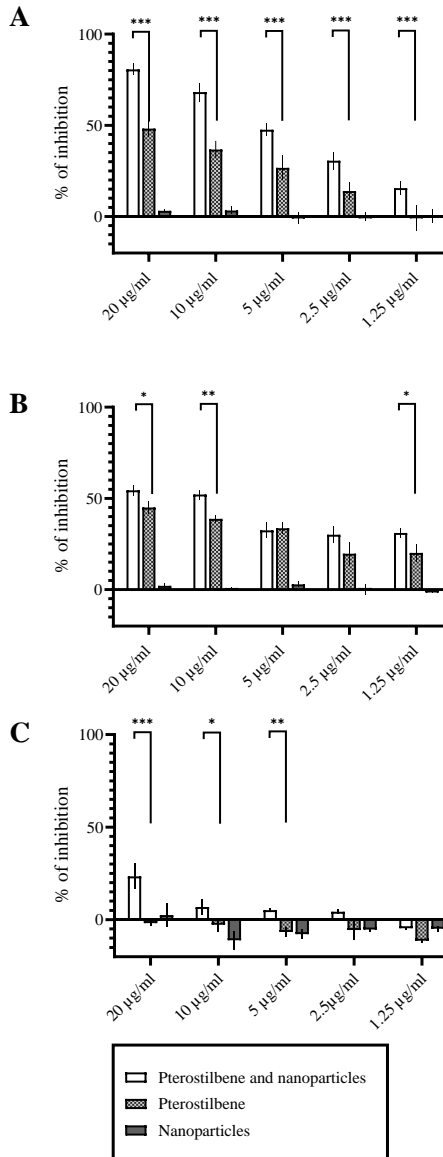 A
*** *** *** *** ***
100
50
0
% of inhibition
20 µg/ml 10 µg/ml 5 µg/ml 2.5 µg/ml 1.25 µg/ml
B
* ** *
100
50
0
% of inhibition
20 µg/ml 10 µg/ml 5 µg/ml 2.5 µg/ml 1.25 µg/ml
C
*** * **
100
50
0
% of inhibition
20 µg/ml 10 µg/ml 5 µg/ml 2.5µg/ml 1.25 µg/ml
Pterostilbene and nanoparticles
Pterostilbene
Nanoparticles